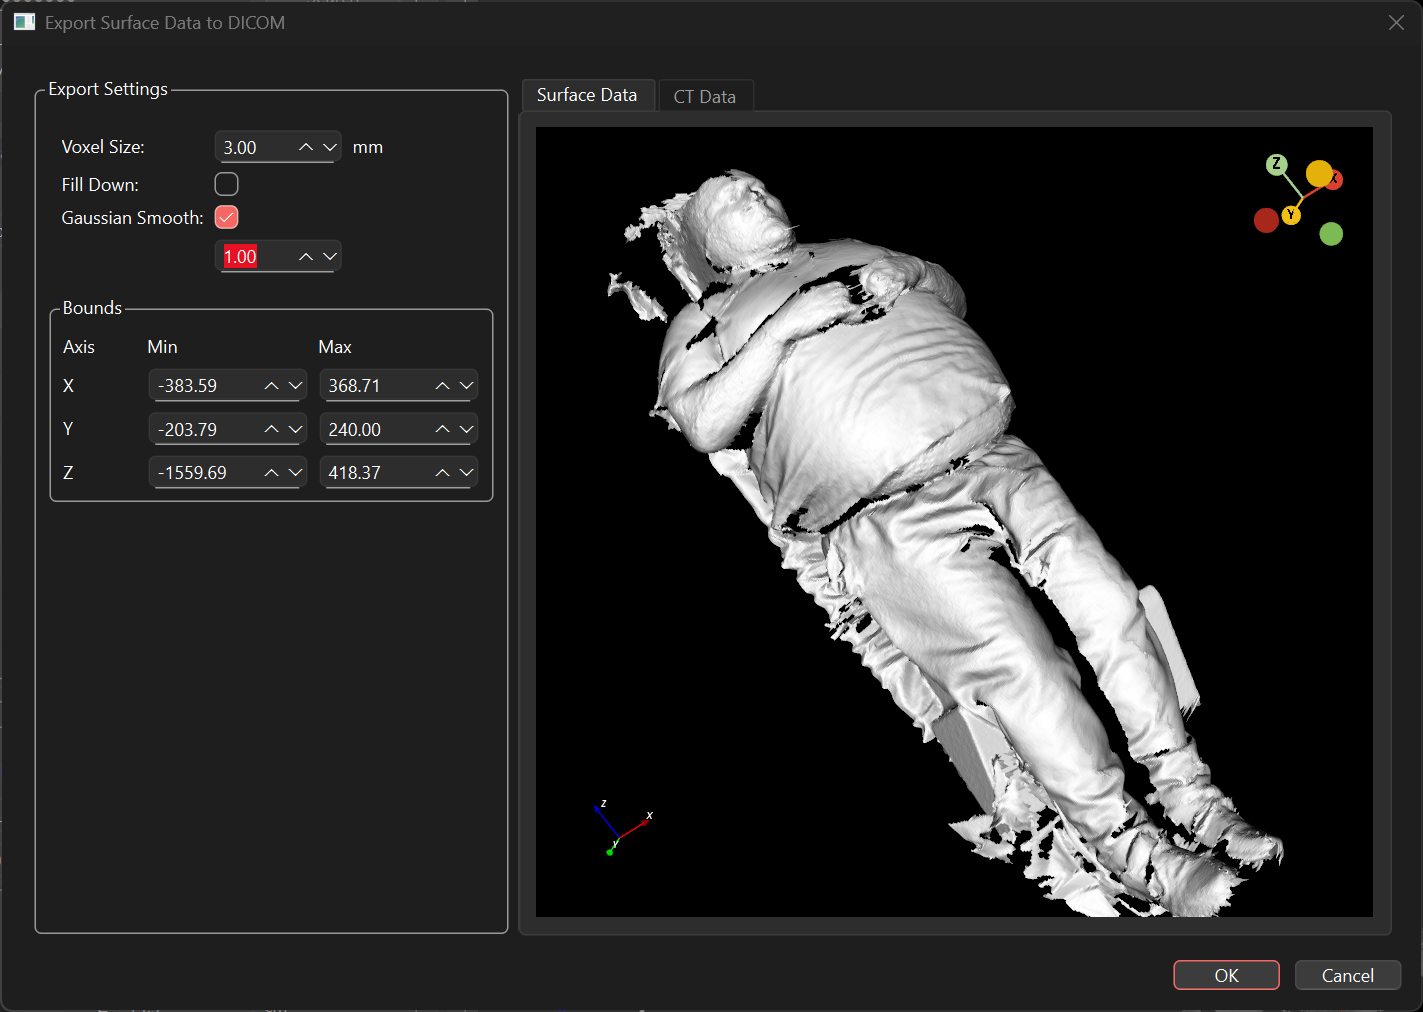 Export Surface Data to DICOM
Export Settings
Voxel Size: 3.00 mm
Fill Down:
Gaussian Smooth:
1.00
Bounds
Axis Min Max
X -383.59 368.71
Y -203.79 240.00
Z -1559.69 418.37
Surface Data CT Data
Z
X
Y
z
x
y
OK Cancel